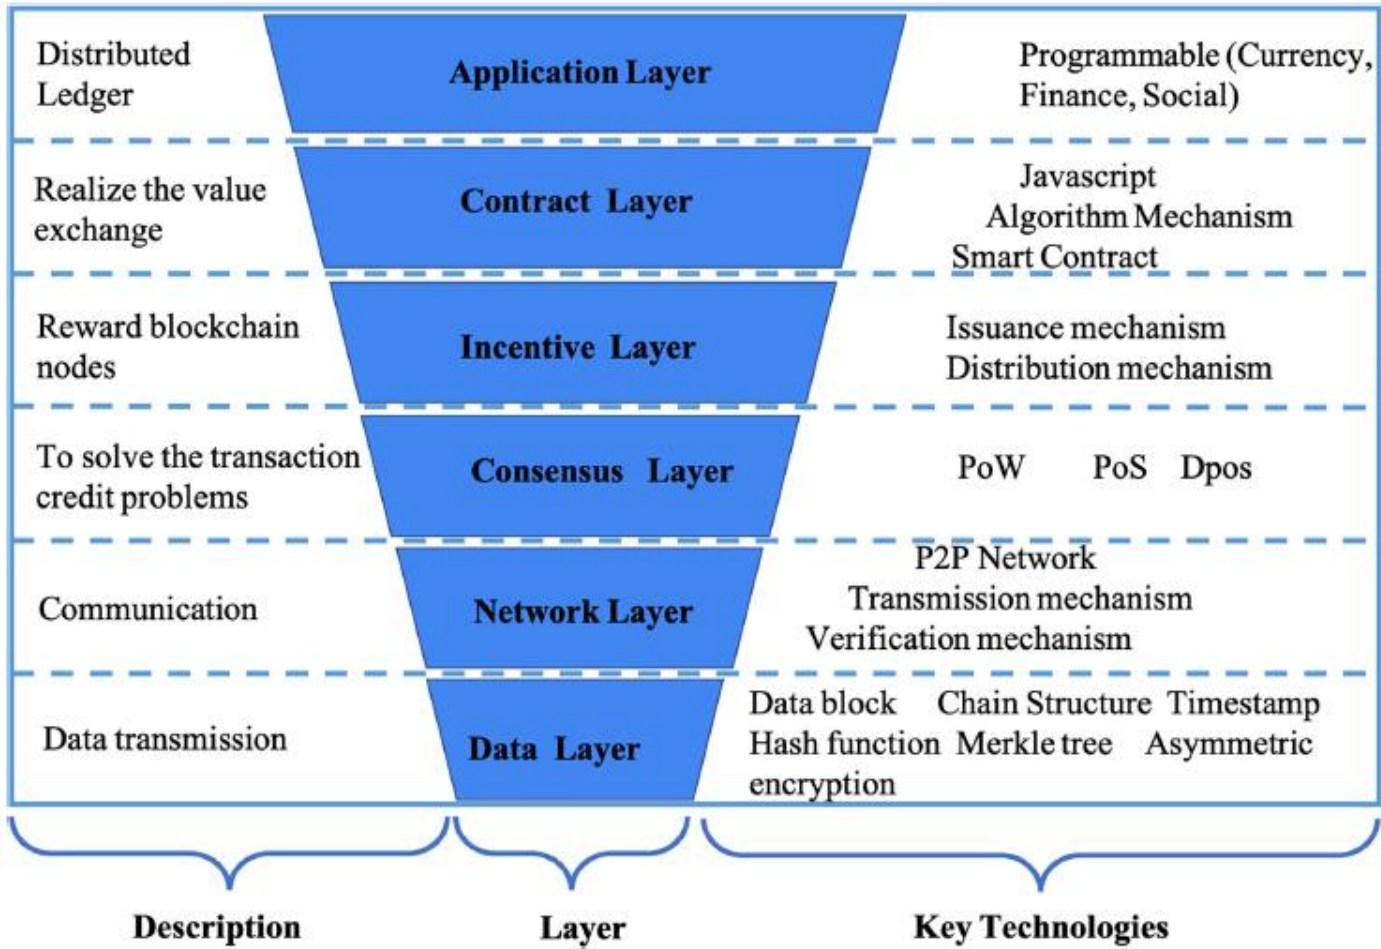 Distributed
Ledger
Application Layer
Programmable (Currency,
Finance, Social)
Realize the value
exchange
Contract Layer
Javascript
Algorithm Mechanism
Smart Contract
Reward blockchain
nodes
Incentive Layer
Issuance mechanism
Distribution mechanism
To solve the transaction
credit problems
Consensus Layer
PoW PoS Dpos
Communication
Network Layer
P2P Network
Transmission mechanism
Verification mechanism
Data transmission
Data Layer
Data block Chain Structure Timestamp
Hash function Merkle tree Asymmetric
encryption
Description
Layer
Key Technologies